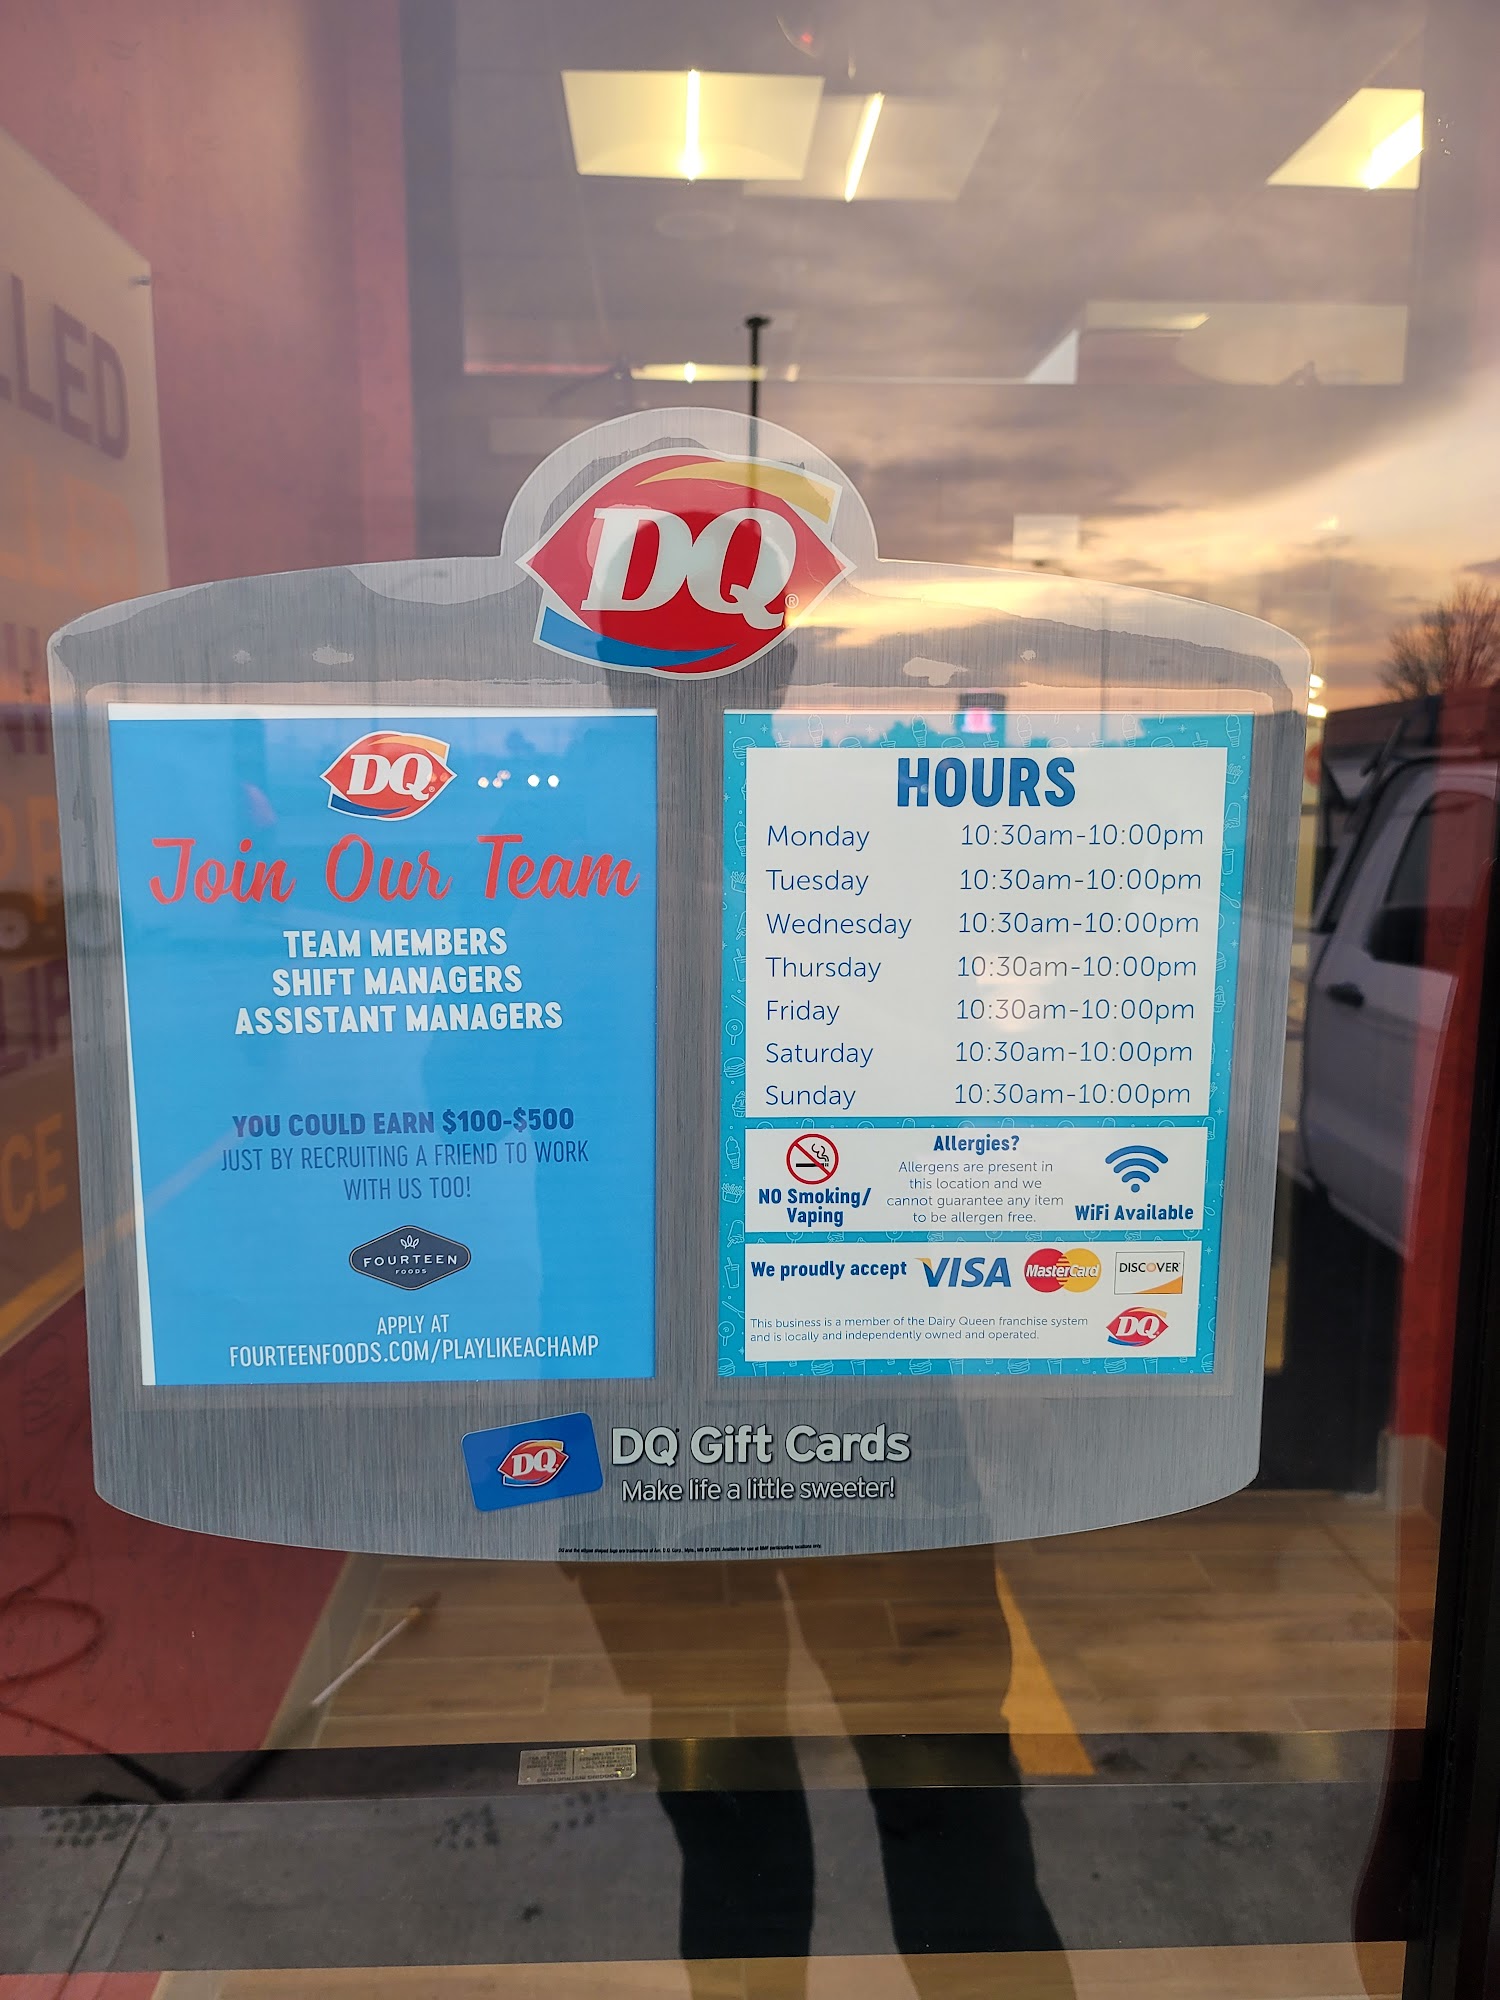 LLED
DQ®
DQ
Join Our Team
TEAM MEMBERS
SHIFT MANAGERS
ASSISTANT MANAGERS
YOU COULD EARN $100-$500
JUST BY RECRUITING A FRIEND TO WORK
WITH US TOO!
FOURTEEN
FOODS
APPLY AT
FOURTEENFOODS.COM/PLAYLIKEACHAMP
HOURS
Monday 10:30am-10:00pm
Tuesday 10:30am-10:00pm
Wednesday 10:30am-10:00pm
Thursday 10:30am-10:00pm
Friday 10:30am-10:00pm
Saturday 10:30am-10:00pm
Sunday 10:30am-10:00pm
NO Smoking/
Vaping
Allergies?
Allergens are present in
this location and we
cannot guarantee any item
to be allergen free.
WiFi Available
We proudly accept VISA MasterCard DISCOVER
This business is a member of the Dairy Queen franchise system
and is locally and independently owned and operated.
DQ
DQ
DQ Gift Cards
Make life a little sweeter!